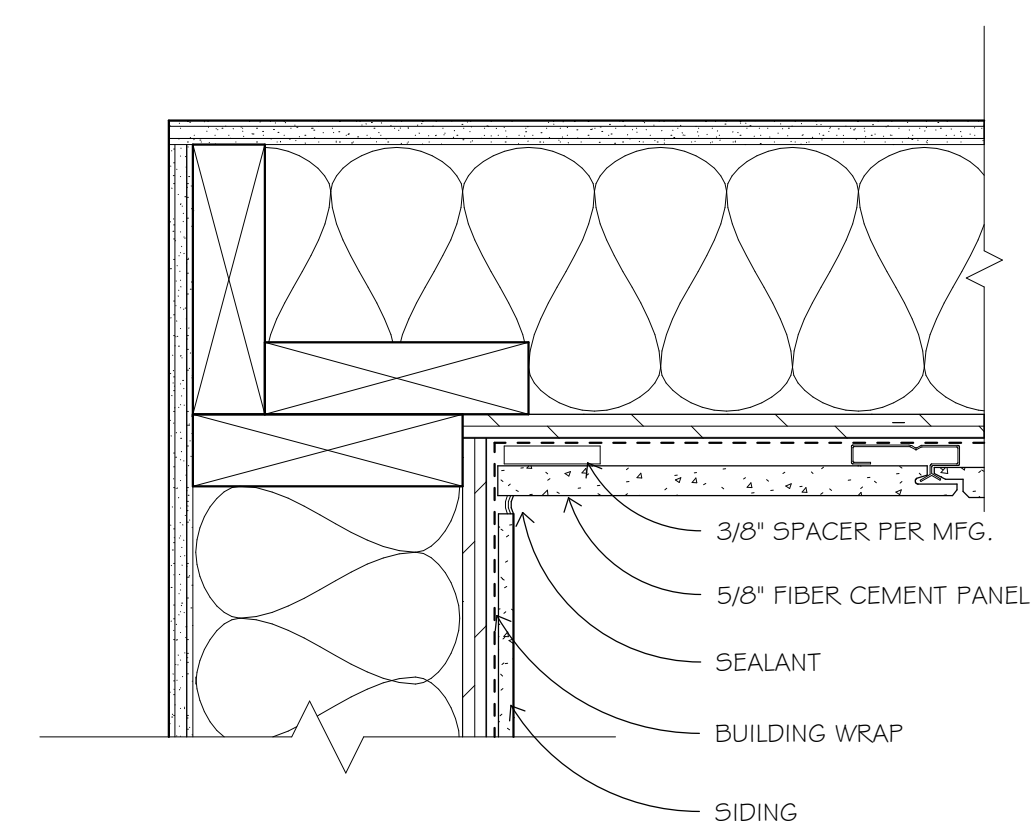 3/8" SPACER PER MFG.
5/8" FIBER CEMENT PANEL
SEALANT
BUILDING WRAP
SIDING